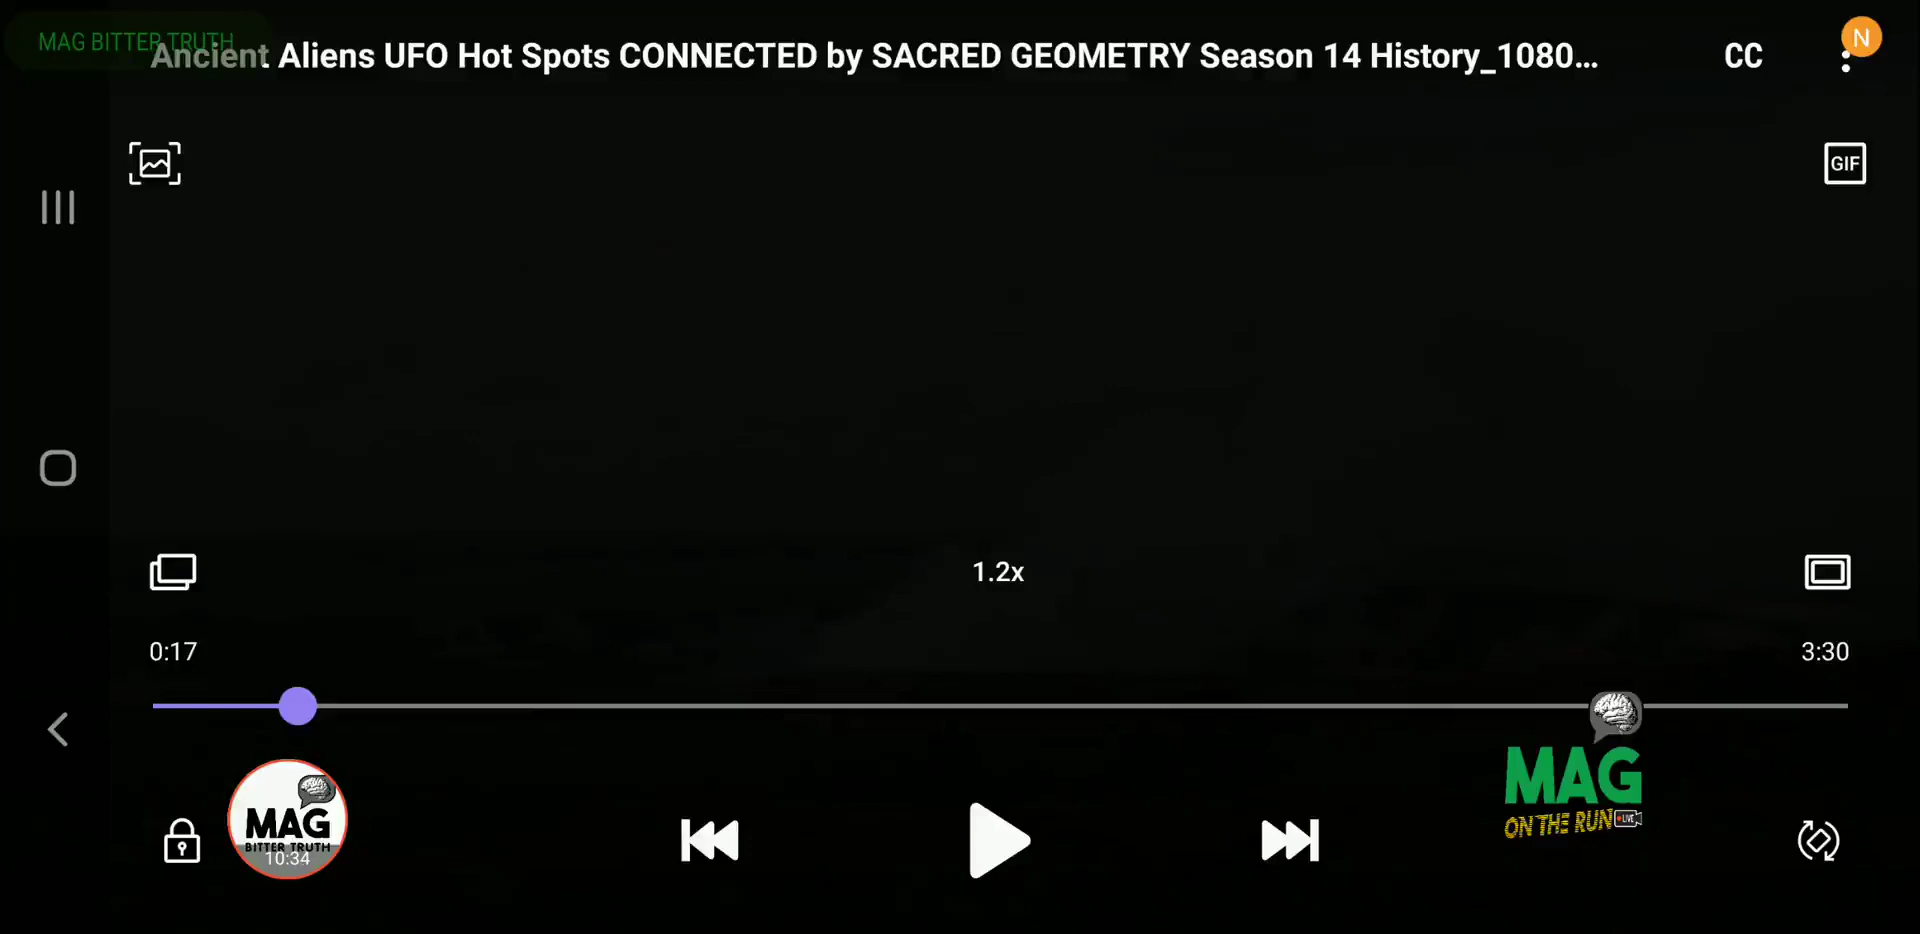 MAG BITTER TRUTH
Ancient Aliens UFO Hot Spots CONNECTED by SACRED GEOMETRY Season 14 History_1080...
CC
N
GIF
1.2x
0:17
3:30
MAG
BITTER TRUTH
10:34
MAG
ON THE RUN
LIVE